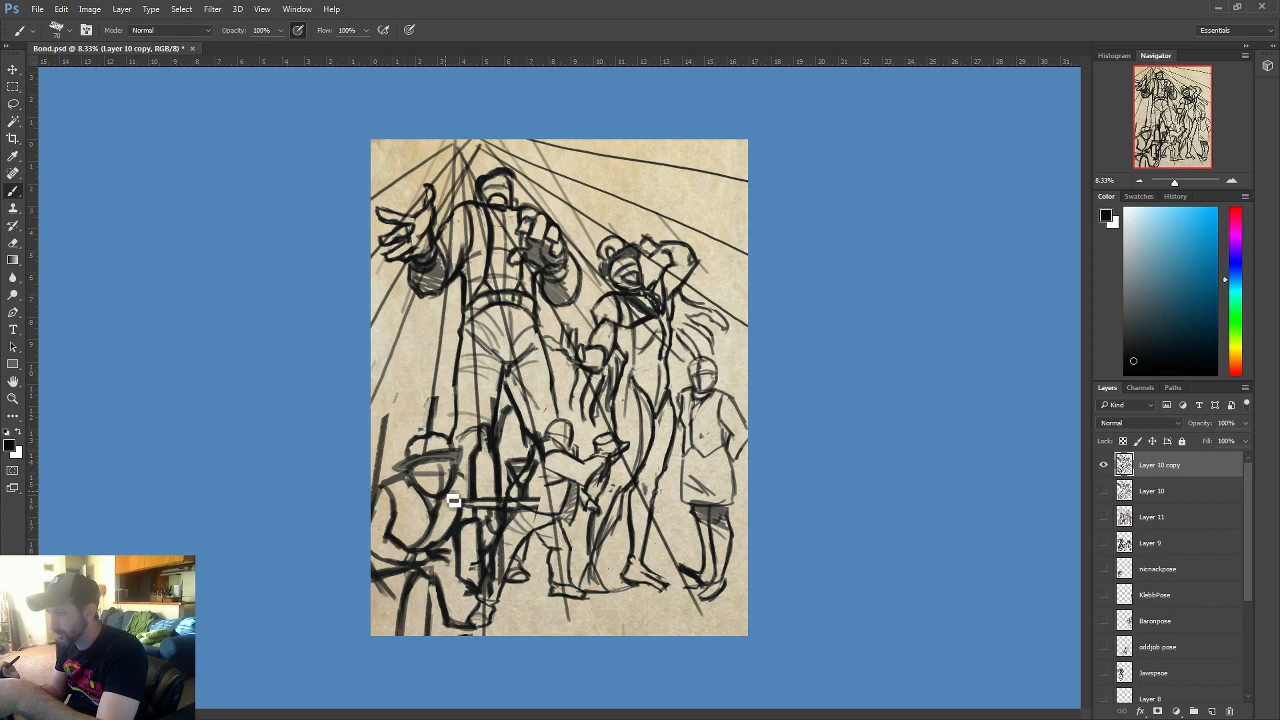 Ps File Edit Image Layer Type Select Filter 3D View Window Help
70 Mode: Normal Opacity: 100% Flow: 100% Essentials
Bond.psd @ 8.33% (Layer 10 copy, RGB/8) * ×
Histogram Navigator
8.33%
Color Swatches History
Layers Channels Paths
Kind
Normal Opacity: 100%
Lock: Fill: 100%
Layer 10 copy
Layer 10
Layer 11
Layer 9
nicnackpose
KlebbPose
Baronpose
oddjob pose
Jawspsoe
Layer 8
fx